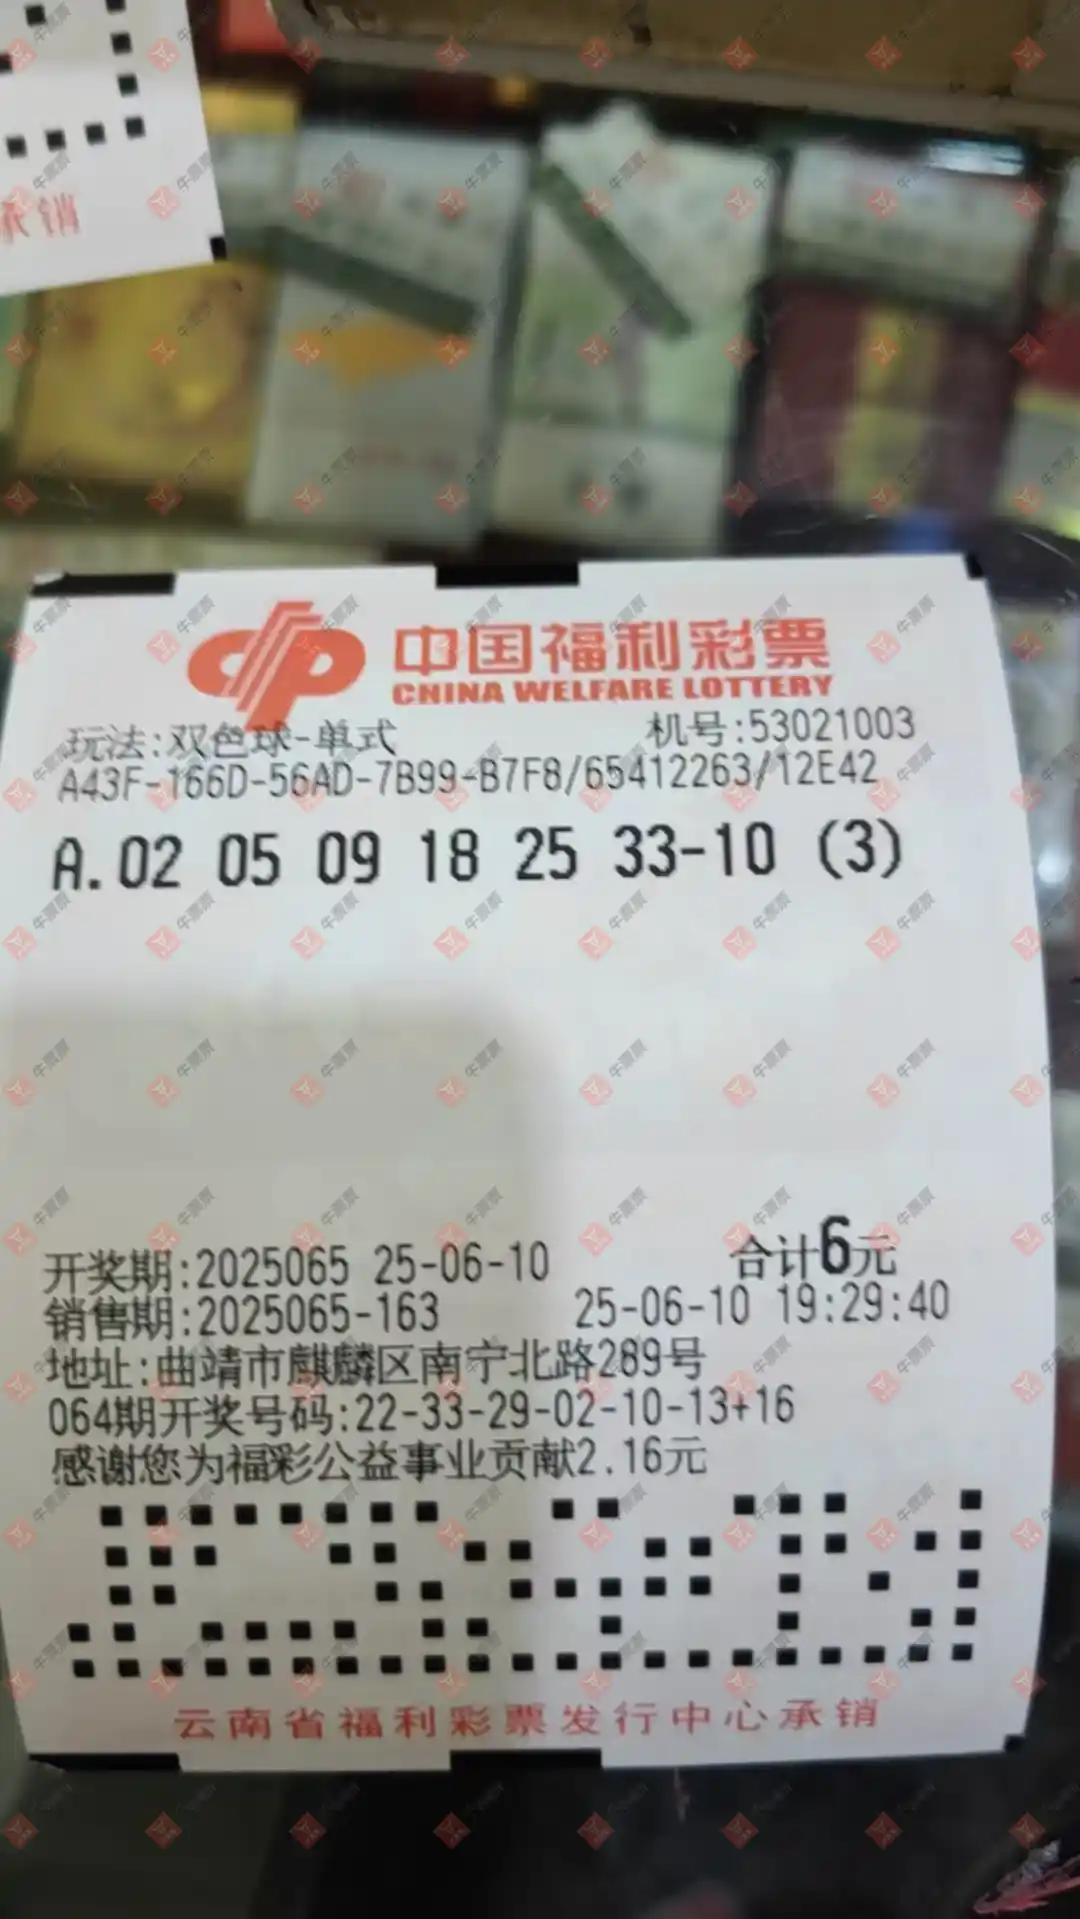 中国福利彩票
CHINA WELFARE LOTTERY
玩法:双色球-单式 机号:53021003
A43F-166D-56AD-7B99-B7F8/65412263/12E42
A.02 05 09 18 25 33-10 (3)
开奖期:2025065 25-06-10 合计6元
销售期:2025065-163 25-06-10 19:29:40
地址:曲靖市麒麟区南宁北路289号
064期开奖号码:22-33-29-02-10-13+16
感谢您为福彩公益事业贡献2.16元
云南省福利彩票发行中心承销